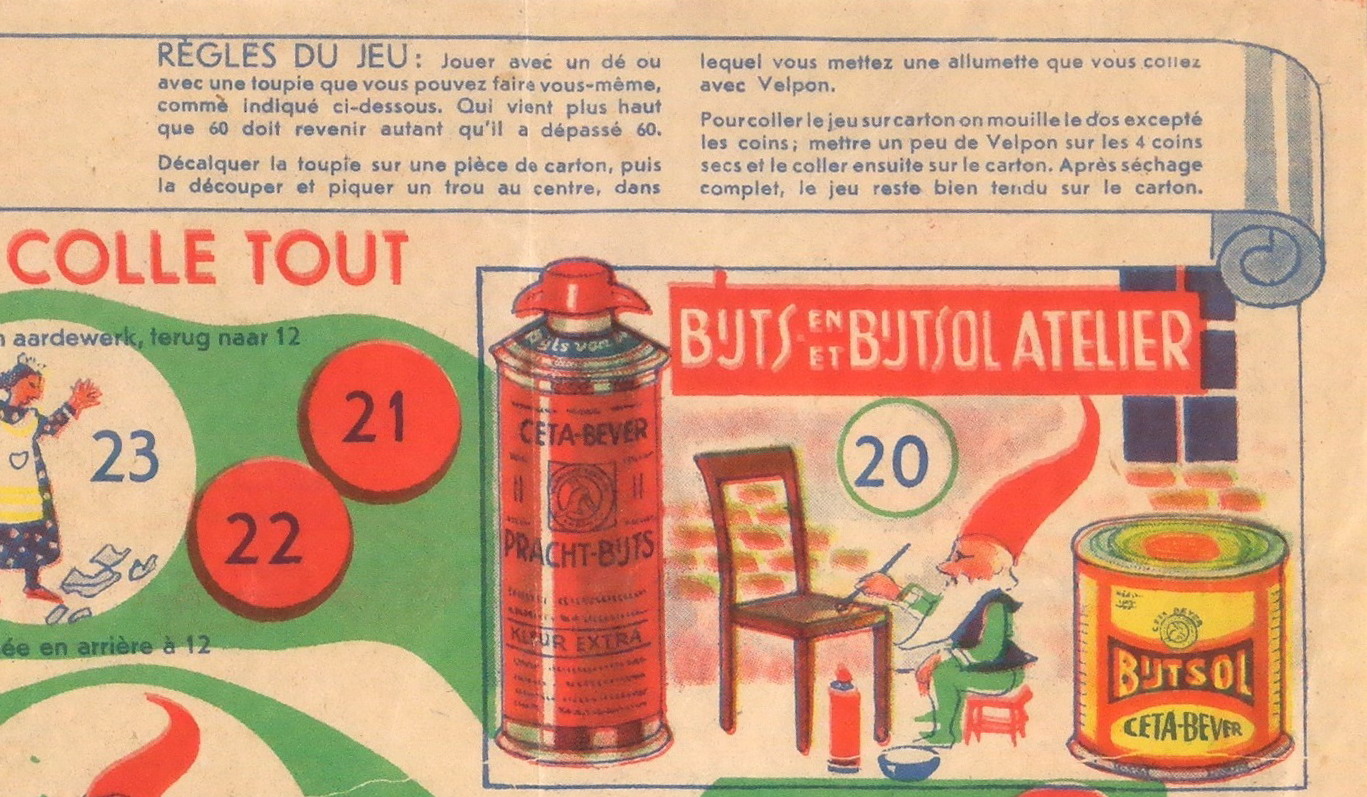 RÈGLES DU JEU: Jouer avec un dé ou
avec une toupie que vous pouvez faire vous-même,
comme indiqué ci-dessous. Qui vient plus haut
que 60 doit revenir autant qu'il a dépassé 60.
Décalquer la toupie sur une pièce de carton, puis
la découper et piquer un trou au centre, dans
lequel vous mettez une allumette que vous collez
avec Velpon.
Pour coller le jeu sur carton on mouille le dos excepté
les coins; mettre un peu de Velpon sur les 4 coins
secs et le coller ensuite sur le carton. Après séchage
complet, le jeu reste bien tendu sur le carton.
COLLE TOUT
aardewerk, terug naar 12
23
21
22
ée en arrière à 12
BIJTS EN ET BIJTSOL ATELIER
20
CETA-BEVER
PRACHT-BIJTS
KLEUR EXTRA
CETA BEVER
BIJTSOL
CETA-BEVER